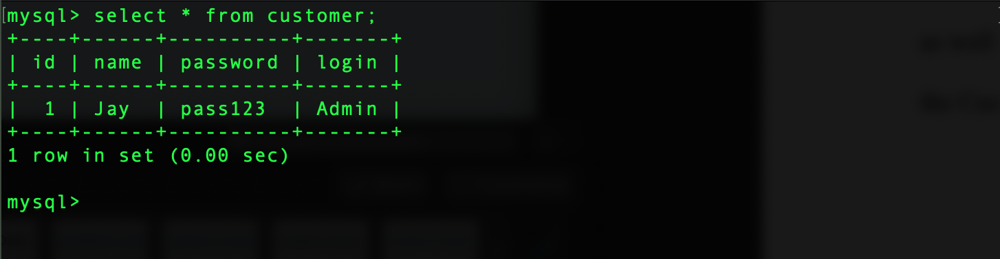 mysql> select * from customer;
+----+------+----------+-------+
| id | name | password | login |
+----+------+----------+-------+
|  1 | Jay  | pass123  | Admin |
+----+------+----------+-------+
1 row in set (0.00 sec)
mysql>